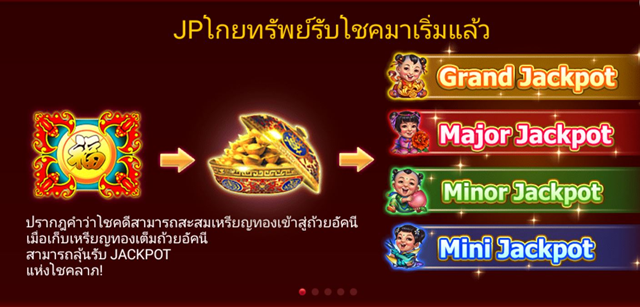 JPโกยทรัพย์รับโชคมาเริ่มแล้ว
Grand Jackpot
Major Jackpot
Minor Jackpot
Mini Jackpot
福
ปรากฎคำว่าโชคดีสามารถสะสมเหรียญทองเข้าสู่ถ้วยอัคนี
เมื่อเก็บเหรียญทองเต็มถ้วยอัคนี
สามารถลุ้นรับ JACKPOT
แห่งโชคลาภ!